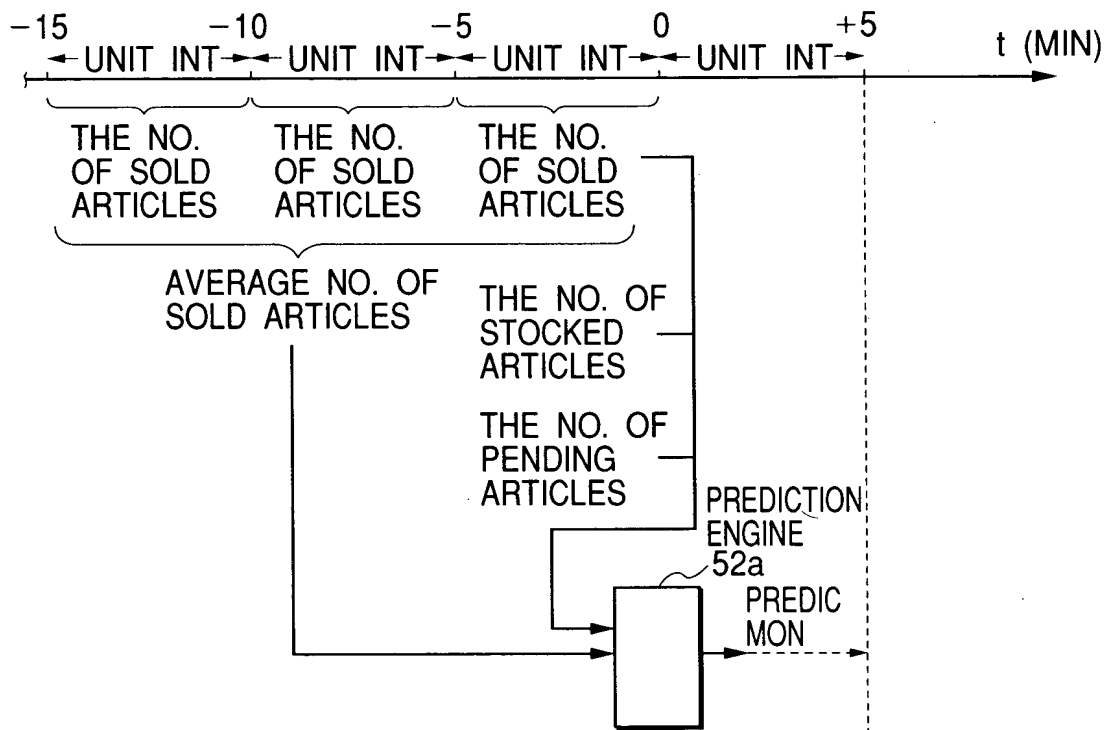 -15 -10 -5 0 +5
UNIT INT UNIT INT UNIT INT UNIT INT t (MIN)
THE NO.
OF SOLD
ARTICLES
THE NO.
OF SOLD
ARTICLES
THE NO.
OF SOLD
ARTICLES
AVERAGE NO. OF
SOLD ARTICLES
THE NO. OF
STOCKED
ARTICLES
THE NO. OF
PENDING
ARTICLES
PREDICTION
ENGINE
52a
PREDIC
MON